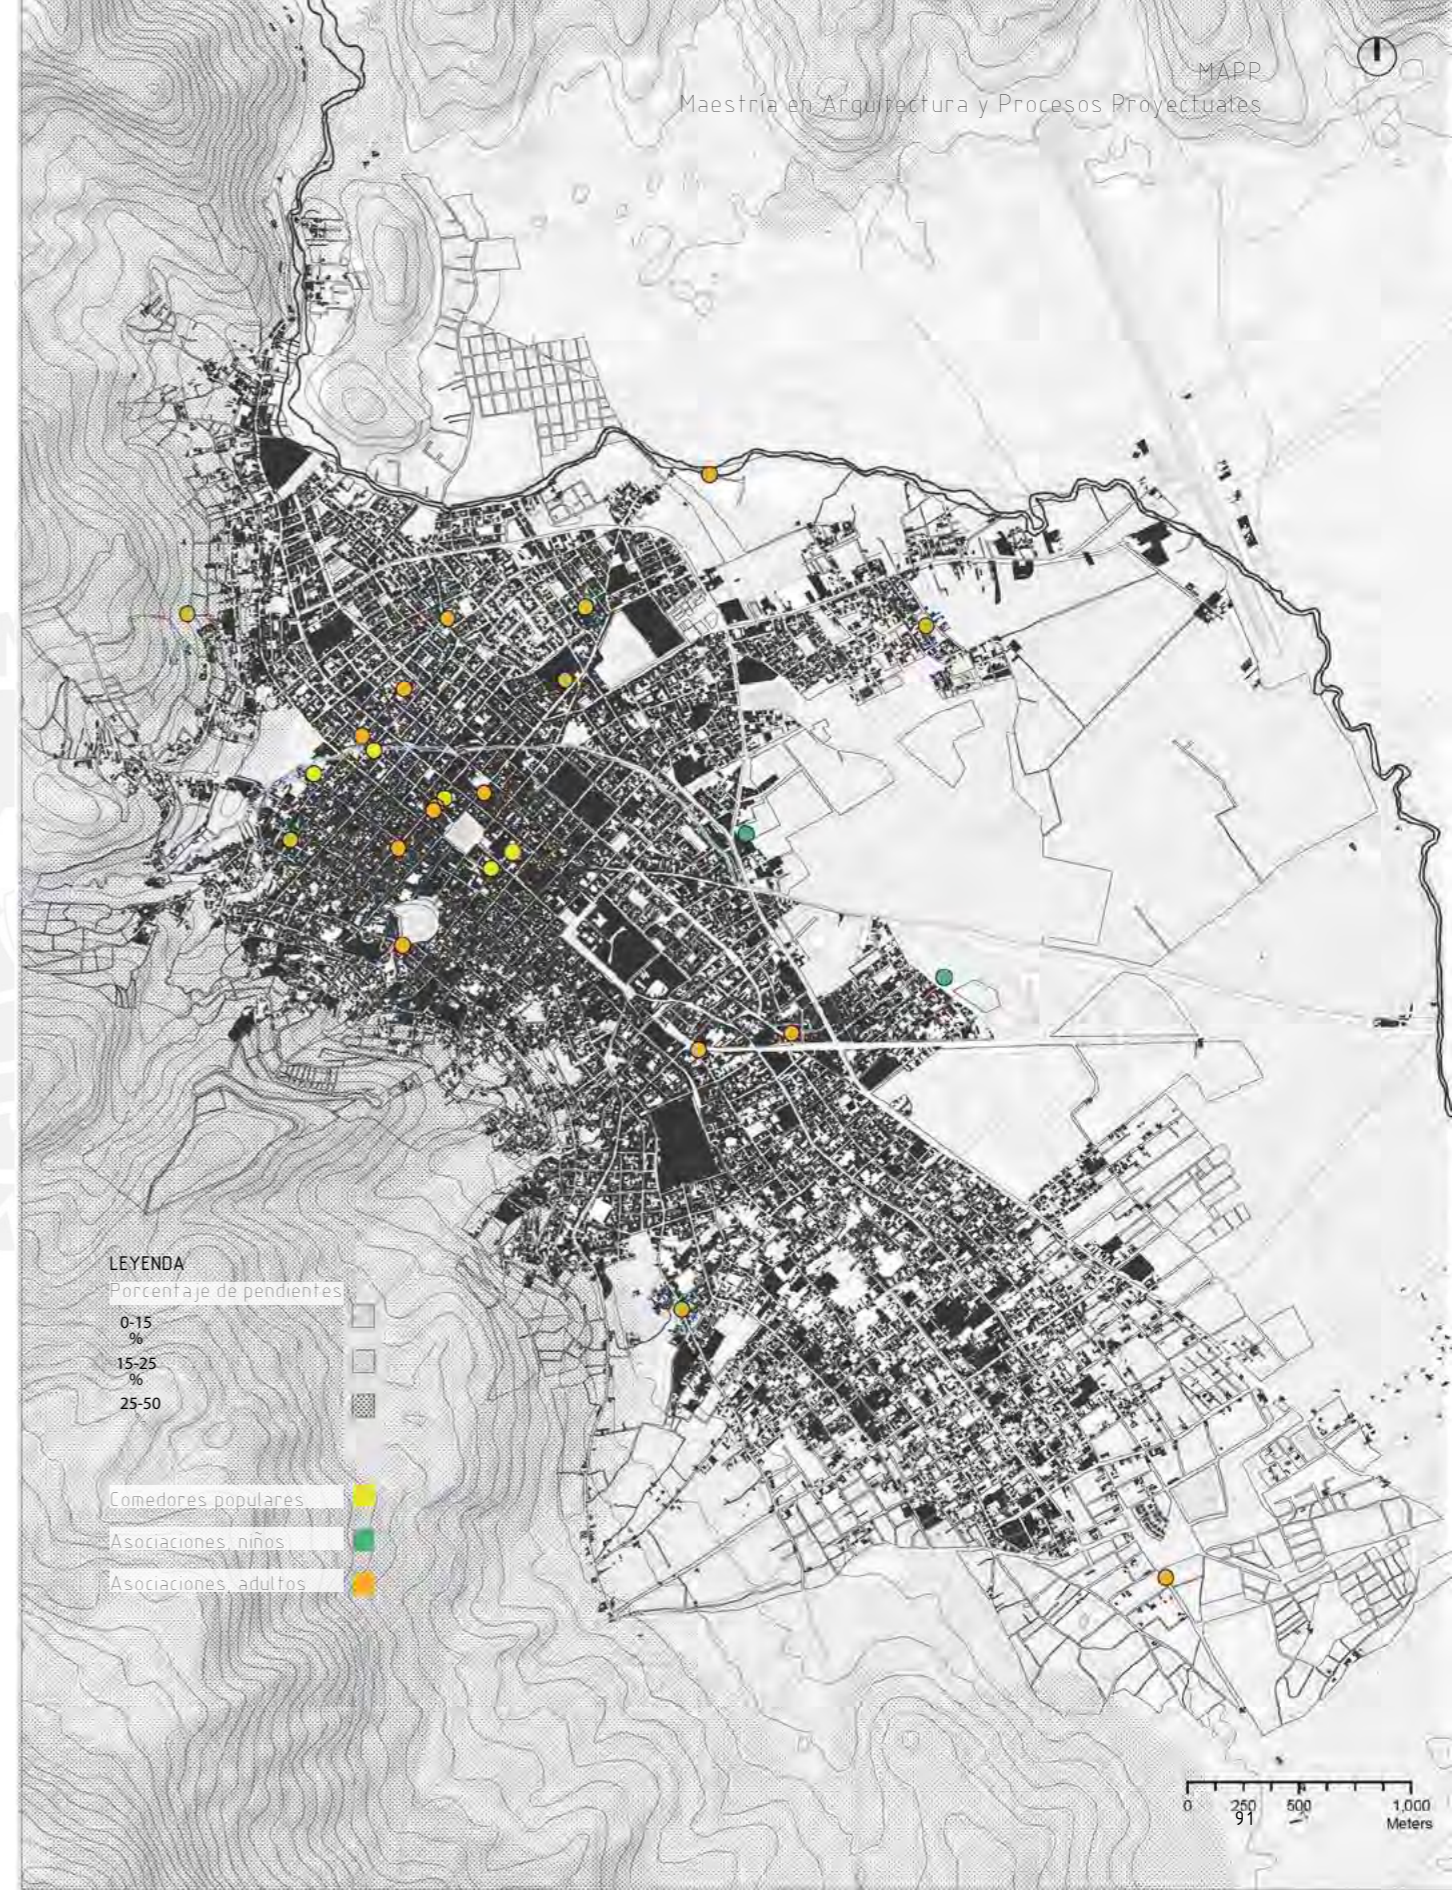 MAPP
Maestría en Arquitectura y Procesos Proyectuales
LEYENDA
Porcentaje de pendientes
0-15
%
15-25
%
25-50
Comedores populares
Asociaciones, niños
Asociaciones, adultos
0 250 500 1,000
Meters
91